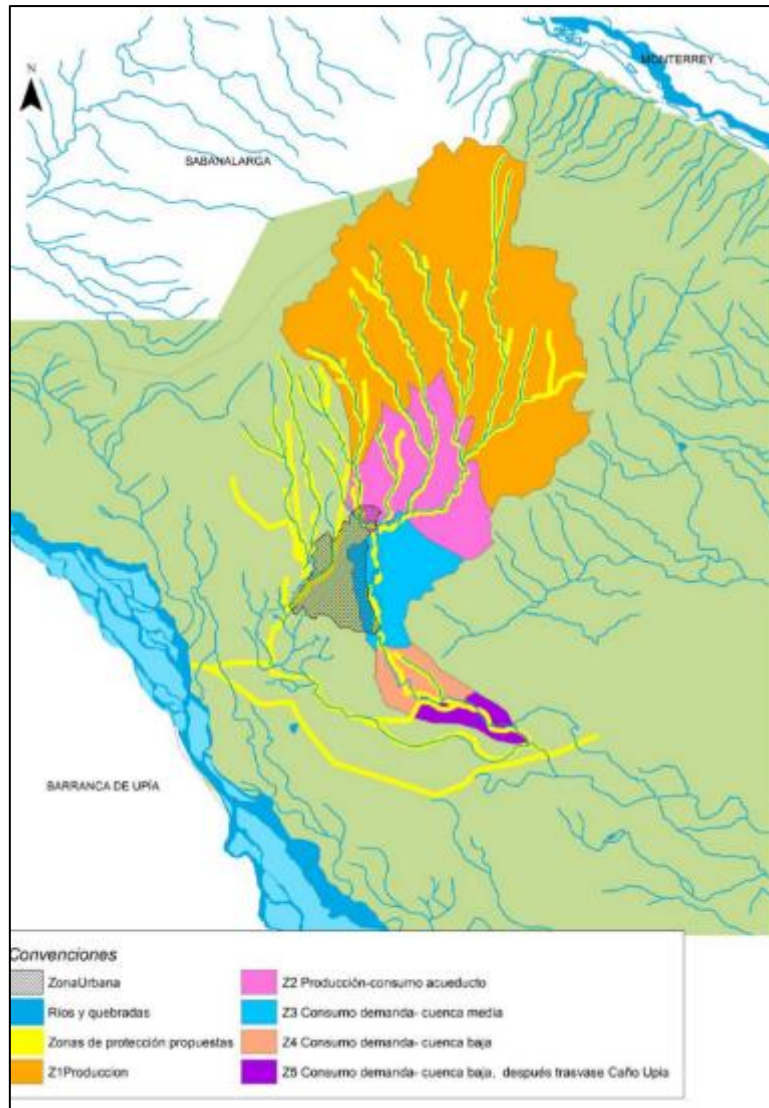 MONTERREY
N
SABANALARGA
BARRANCA DE UPÍA
Convenciones
ZonaUrbana
Ríos y quebradas
Zonas de protección propuestas
Z1Produccion
Z2 Producción-consumo acueducto
Z3 Consumo demanda- cuenca media
Z4 Consumo demanda- cuenca baja
Z5 Consumo demanda- cuenca baja, después trasvase Caño Upia